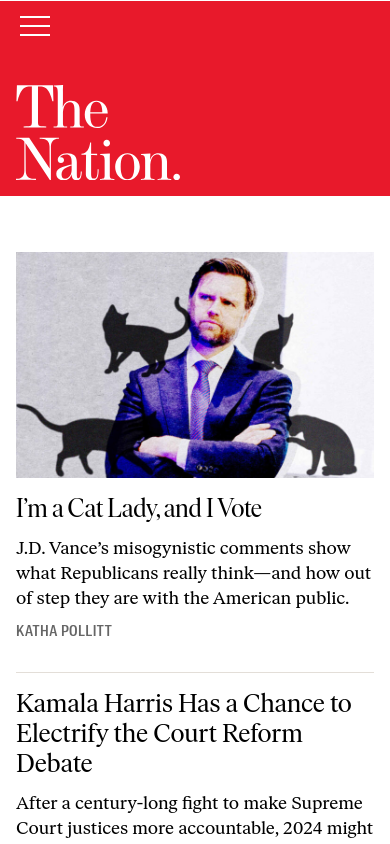 The
Nation.
I’m a Cat Lady, and I Vote
J.D. Vance’s misogynistic comments show
what Republicans really think—and how out
of step they are with the American public.
KATHA POLLITT
Kamala Harris Has a Chance to
Electrify the Court Reform
Debate
After a century-long fight to make Supreme
Court justices more accountable, 2024 might